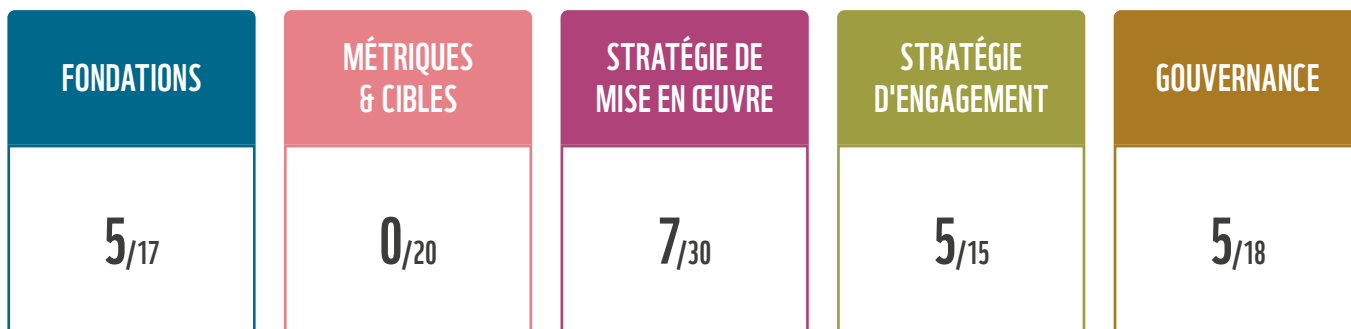 FONDATIONS
5/17
MÉTRIQUES
& CIBLES
0/20
STRATÉGIE DE
MISE EN ŒUVRE
7/30
STRATÉGIE
D'ENGAGEMENT
5/15
GOUVERNANCE
5/18